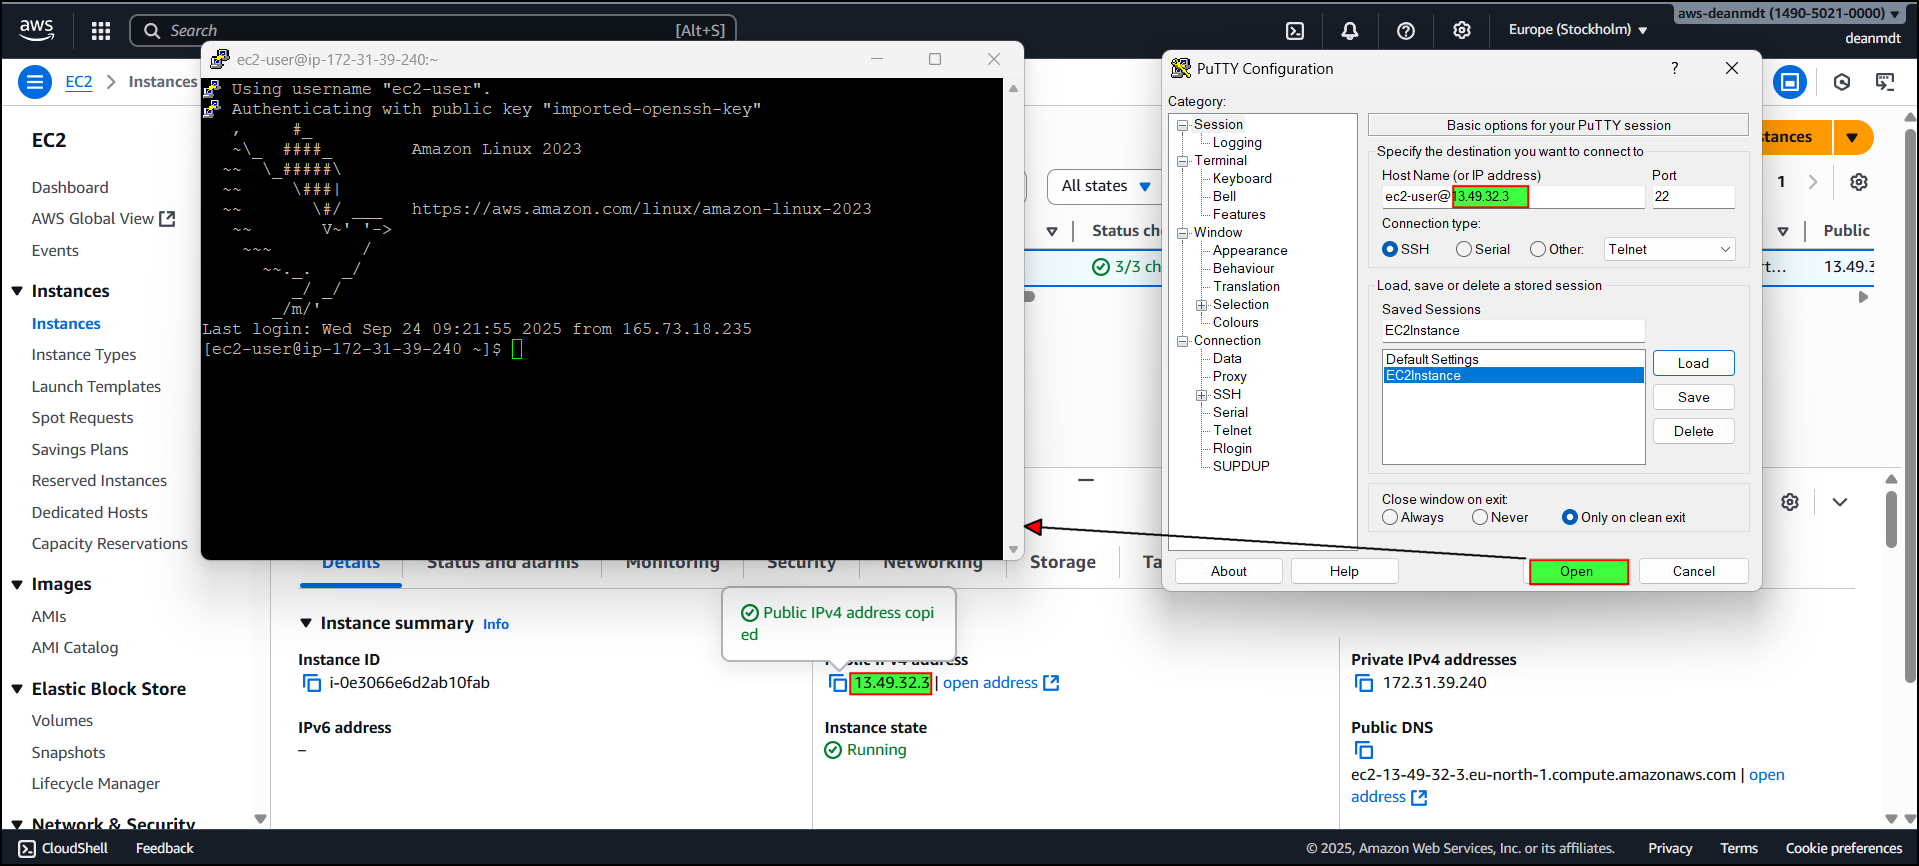 aws
Search
[Alt+S]
Europe (Stockholm)
aws-deanmdt (1490-5021-0000)
deanmdt
EC2
Instances
EC2
Dashboard
AWS Global View
Events
Instances
Instances
Instance Types
Launch Templates
Spot Requests
Savings Plans
Reserved Instances
Dedicated Hosts
Capacity Reservations
Images
AMIs
AMI Catalog
Elastic Block Store
Volumes
Snapshots
Lifecycle Manager
Network & Security
ec2-user@ip-172-31-39-240:~
Using username "ec2-user".
Authenticating with public key "imported-openssh-key"
   ,     #_
   ~\_  ####_        Amazon Linux 2023
  ~~  \_#####\
  ~~     \###|
  ~~       \#/ ___   https://aws.amazon.com/linux/amazon-linux-2023
   ~~       V~' '->
    ~~~         /
      ~~._.   _/
         _/ _/
       _/m/'
Last login: Wed Sep 24 09:21:55 2025 from 165.73.18.235
[ec2-user@ip-172-31-39-240 ~]$
All states
1
Status ch
Public
3/3 ch
t...
13.49.3
PuTTY Configuration
?
Category:
Session
Logging
Terminal
Keyboard
Bell
Features
Window
Appearance
Behaviour
Translation
Selection
Colours
Connection
Data
Proxy
SSH
Serial
Telnet
Rlogin
SUPDUP
Basic options for your PuTTY session
Specify the destination you want to connect to
Host Name (or IP address) Port
ec2-user@13.49.32.3 22
Connection type:
SSH Serial Other: Telnet
Load, save or delete a stored session
Saved Sessions
EC2Instance
Default Settings
EC2Instance
Load
Save
Delete
Close window on exit:
Always Never Only on clean exit
About Help Open Cancel
Details Status and alarms Monitoring Security Networking Storage Ta
Public IPv4 address copi
ed
Instance summary Info
Instance ID
i-0e3066e6d2ab10fab
IPv6 address
–
Public IPv4 address
13.49.32.3 | open address
Instance state
Running
Private IPv4 addresses
172.31.39.240
Public DNS
ec2-13-49-32-3.eu-north-1.compute.amazonaws.com | open
address
CloudShell Feedback © 2025, Amazon Web Services, Inc. or its affiliates. Privacy Terms Cookie preferences